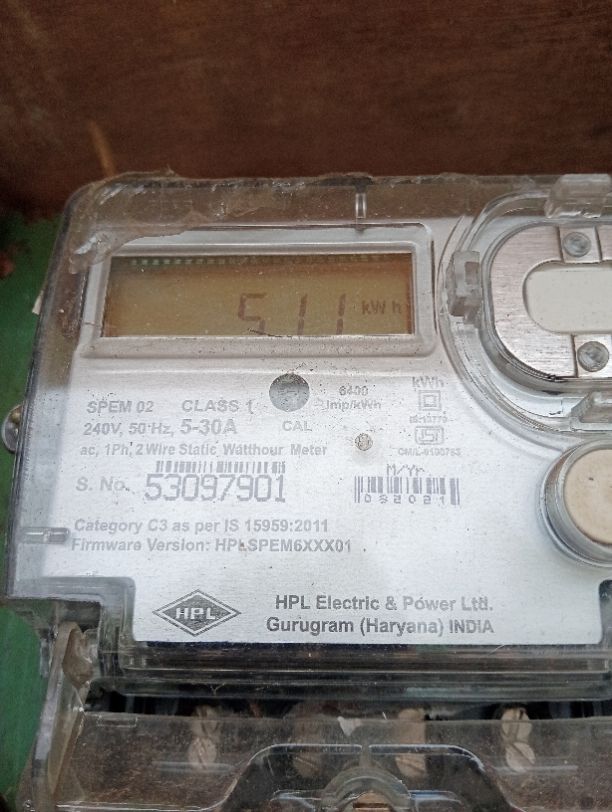 511 kWh
SPEM 02 CLASS 1
240V, 50 Hz, 5-30A
CAL
6400
Imp/kWh
kWh
ac, 1Ph, 2 Wire Static Watthour Meter
S. No. 53097901
M/Yr
082021
Category C3 as per IS 15959:2011
Firmware Version: HPLSPEM6XXX01
HPL
HPL Electric & Power Ltd.
Gurugram (Haryana) INDIA